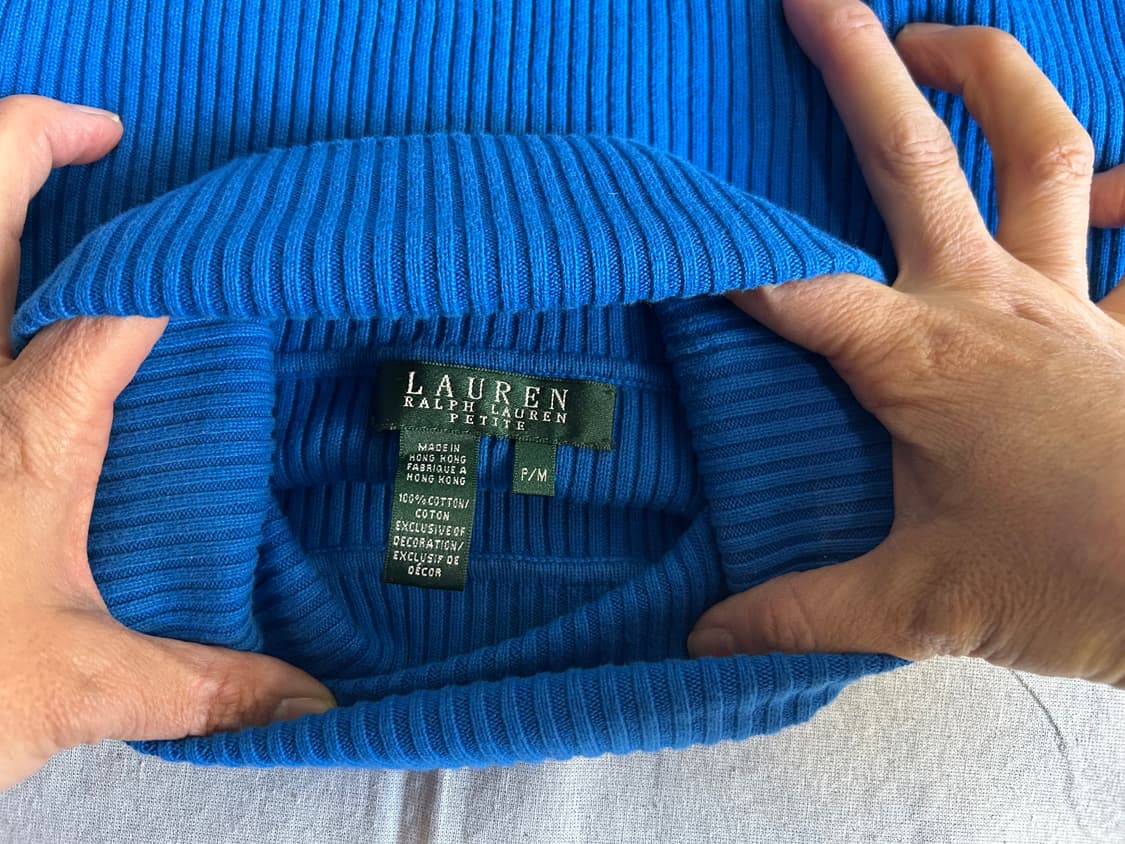 LAUREN
RALPH LAUREN
PETITE
MADE IN
HONG KONG
FABRIQUE A
HONG KONG
100% COTTON/
COTON
EXCLUSIVE OF
DECORATION/
EXCLUSIF DE
DÉCOR
P/M